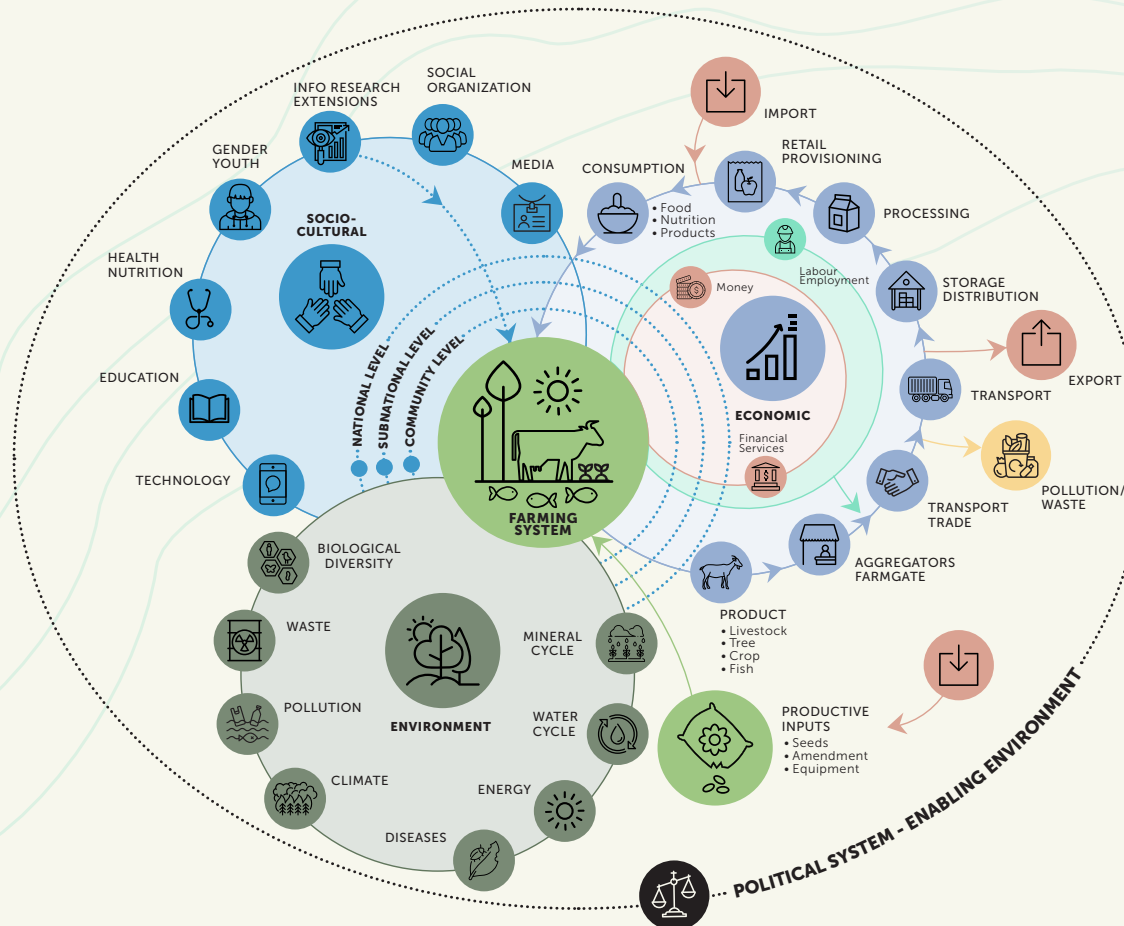 SOCIAL
ORGANIZATION
INFO RESEARCH
EXTENSIONS
GENDER
YOUTH
MEDIA
HEALTH
NUTRITION
SOCIO-
CULTURAL
EDUCATION
TECHNOLOGY
NATIONAL LEVEL
SUBNATIONAL LEVEL
COMMUNITY LEVEL
IMPORT
RETAIL
PROVISIONING
CONSUMPTION
• Food
• Nutrition
• Products
PROCESSING
Labour
Employment
Money
STORAGE
DISTRIBUTION
EXPORT
TRANSPORT
ECONOMIC
Financial
Services
POLLUTION/
WASTE
TRANSPORT
TRADE
AGGREGATORS
FARMGATE
PRODUCT
• Livestock
• Tree
• Crop
• Fish
FARMING
SYSTEM
BIOLOGICAL
DIVERSITY
WASTE
POLLUTION
CLIMATE
DISEASES
ENERGY
WATER
CYCLE
MINERAL
CYCLE
ENVIRONMENT
PRODUCTIVE
INPUTS
• Seeds
• Amendment
• Equipment
POLITICAL SYSTEM - ENABLING ENVIRONMENT